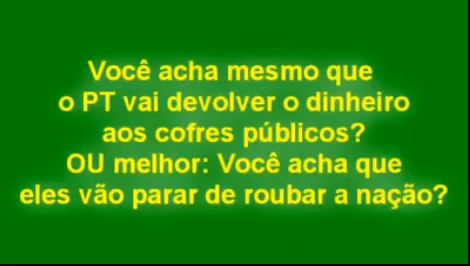 Você acha mesmo que
o PT vai devolver o dinheiro
aos cofres públicos?
OU melhor: Você acha que
eles vão parar de roubar a nação?